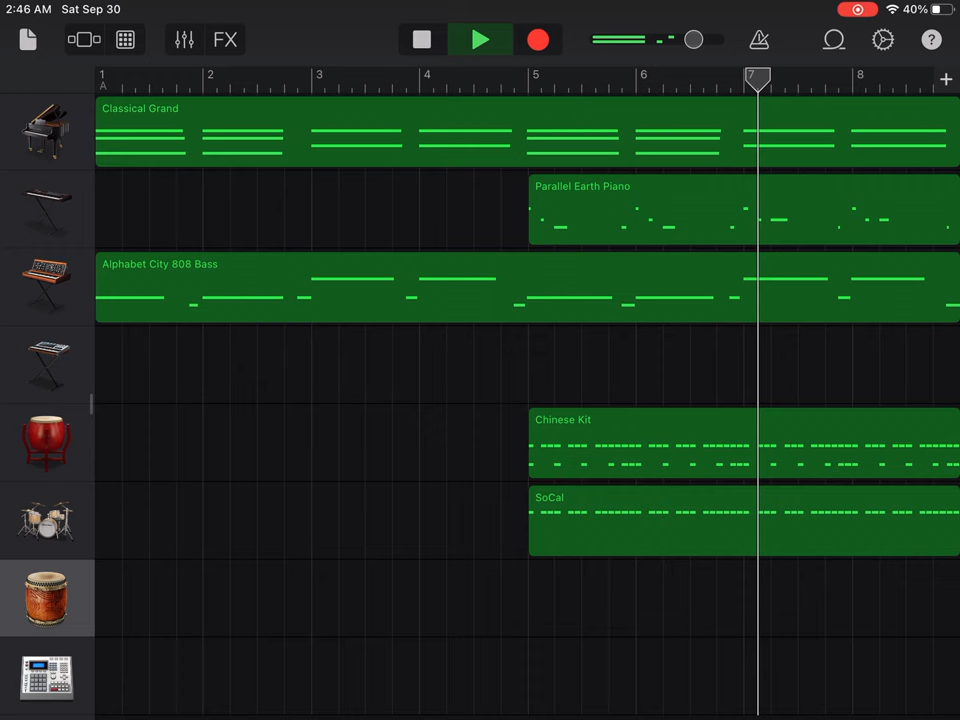 2:46 AM Sat Sep 30 40%
FX ?
1 2 3 4 5 6 7 8 +
A
Classical Grand
Parallel Earth Piano
Alphabet City 808 Bass
Chinese Kit
SoCal